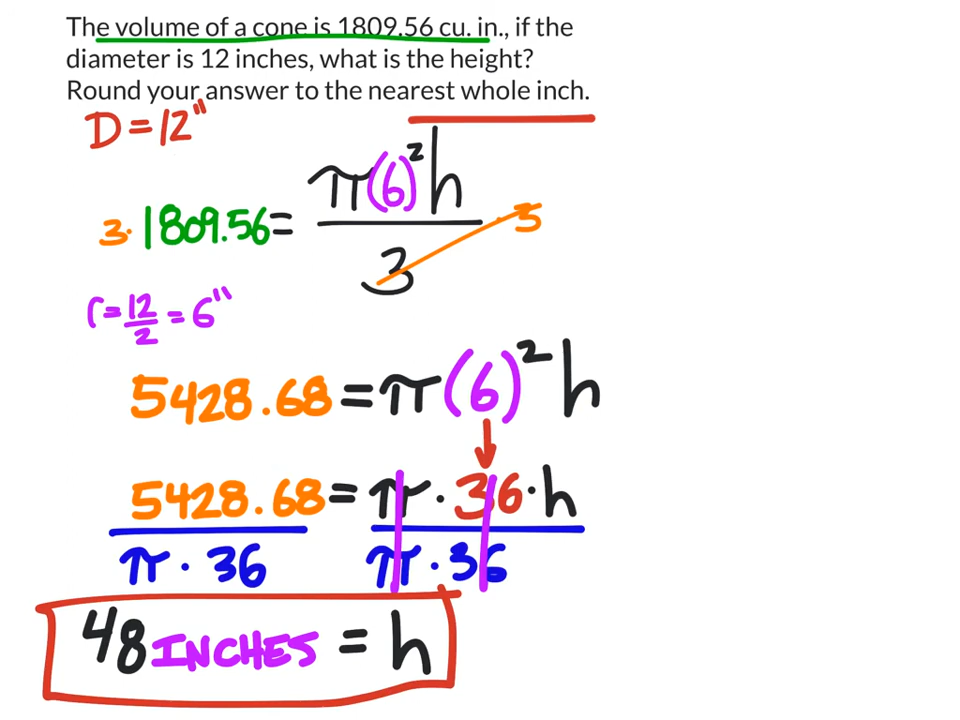 The volume of a cone is 1809.56 cu. in., if the
diameter is 12 inches, what is the height?
Round your answer to the nearest whole inch.
D = 12"
3· 1809.56 = π(6)²h / 3 · 3
r = 12/2 = 6"
5428.68 = π(6)²h
5428.68 = π · 36 · h
π · 36 π · 36
48 INCHES = h